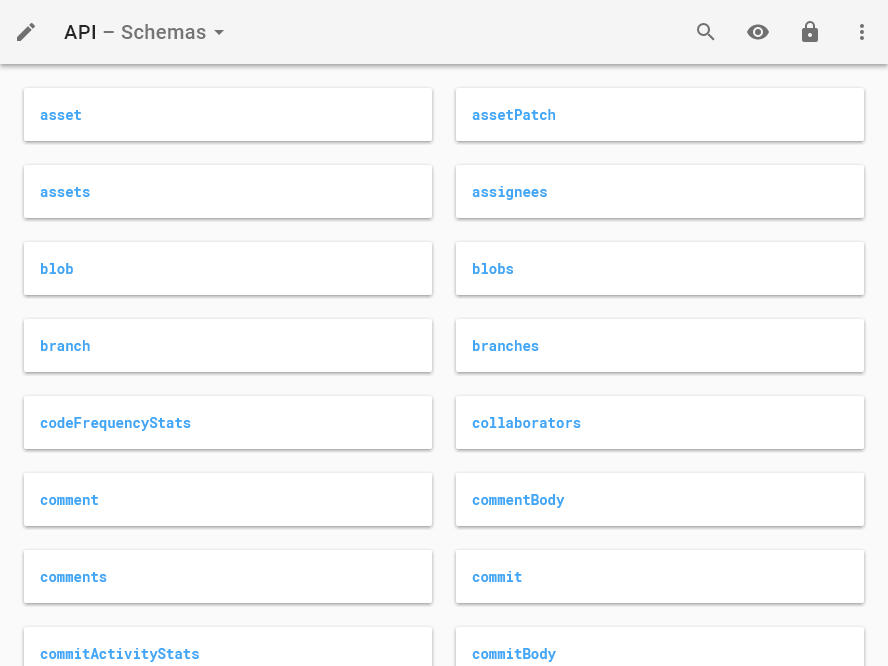 API – Schemas
asset
assetPatch
assets
assignees
blob
blobs
branch
branches
codeFrequencyStats
collaborators
comment
commentBody
comments
commit
commitActivityStats
commitBody